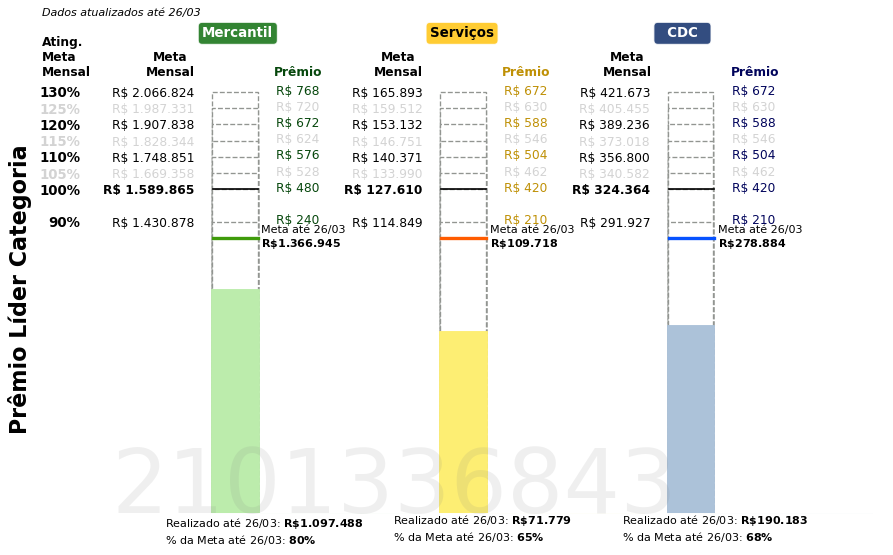 Dados atualizados até 26/03
Mercantil Serviços CDC
Ating.
Meta Meta Meta Meta
Mensal Mensal Prêmio Mensal Prêmio Mensal Prêmio
130% R$ 2.066.824 R$ 768 R$ 165.893 R$ 672 R$ 421.673 R$ 672
125% R$ 1.987.331 R$ 720 R$ 159.512 R$ 630 R$ 405.455 R$ 630
120% R$ 1.907.838 R$ 672 R$ 153.132 R$ 588 R$ 389.236 R$ 588
115% R$ 1.828.344 R$ 624 R$ 146.751 R$ 546 R$ 373.018 R$ 546
110% R$ 1.748.851 R$ 576 R$ 140.371 R$ 504 R$ 356.800 R$ 504
105% R$ 1.669.358 R$ 528 R$ 133.990 R$ 462 R$ 340.582 R$ 462
100% R$ 1.589.865 R$ 480 R$ 127.610 R$ 420 R$ 324.364 R$ 420
90% R$ 1.430.878 R$ 240 R$ 114.849 R$ 210 R$ 291.927 R$ 210
Meta até 26/03 Meta até 26/03 Meta até 26/03
R$1.366.945 R$109.718 R$278.884
Prêmio Líder Categoria
2101336843
Realizado até 26/03: R$1.097.488 Realizado até 26/03: R$71.779 Realizado até 26/03: R$190.183
% da Meta até 26/03: 80% % da Meta até 26/03: 65% % da Meta até 26/03: 68%